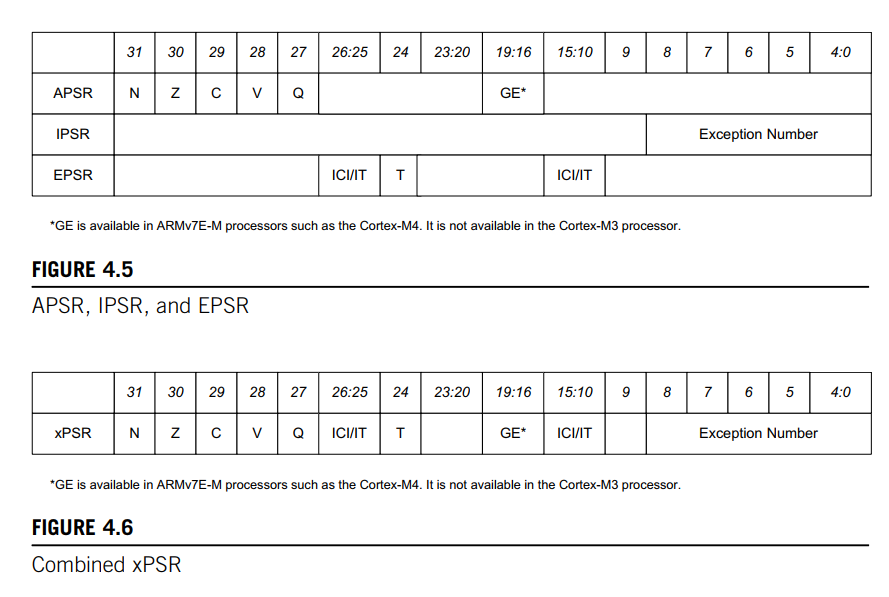 31 30 29 28 27 26:25 24 23:20 19:16 15:10 9 8 7 6 5 4:0
APSR N Z C V Q GE*
IPSR Exception Number
EPSR ICI/IT T ICI/IT
*GE is available in ARMv7E-M processors such as the Cortex-M4. It is not available in the Cortex-M3 processor.
FIGURE 4.5
APSR, IPSR, and EPSR
31 30 29 28 27 26:25 24 23:20 19:16 15:10 9 8 7 6 5 4:0
xPSR N Z C V Q ICI/IT T GE* ICI/IT Exception Number
*GE is available in ARMv7E-M processors such as the Cortex-M4. It is not available in the Cortex-M3 processor.
FIGURE 4.6
Combined xPSR